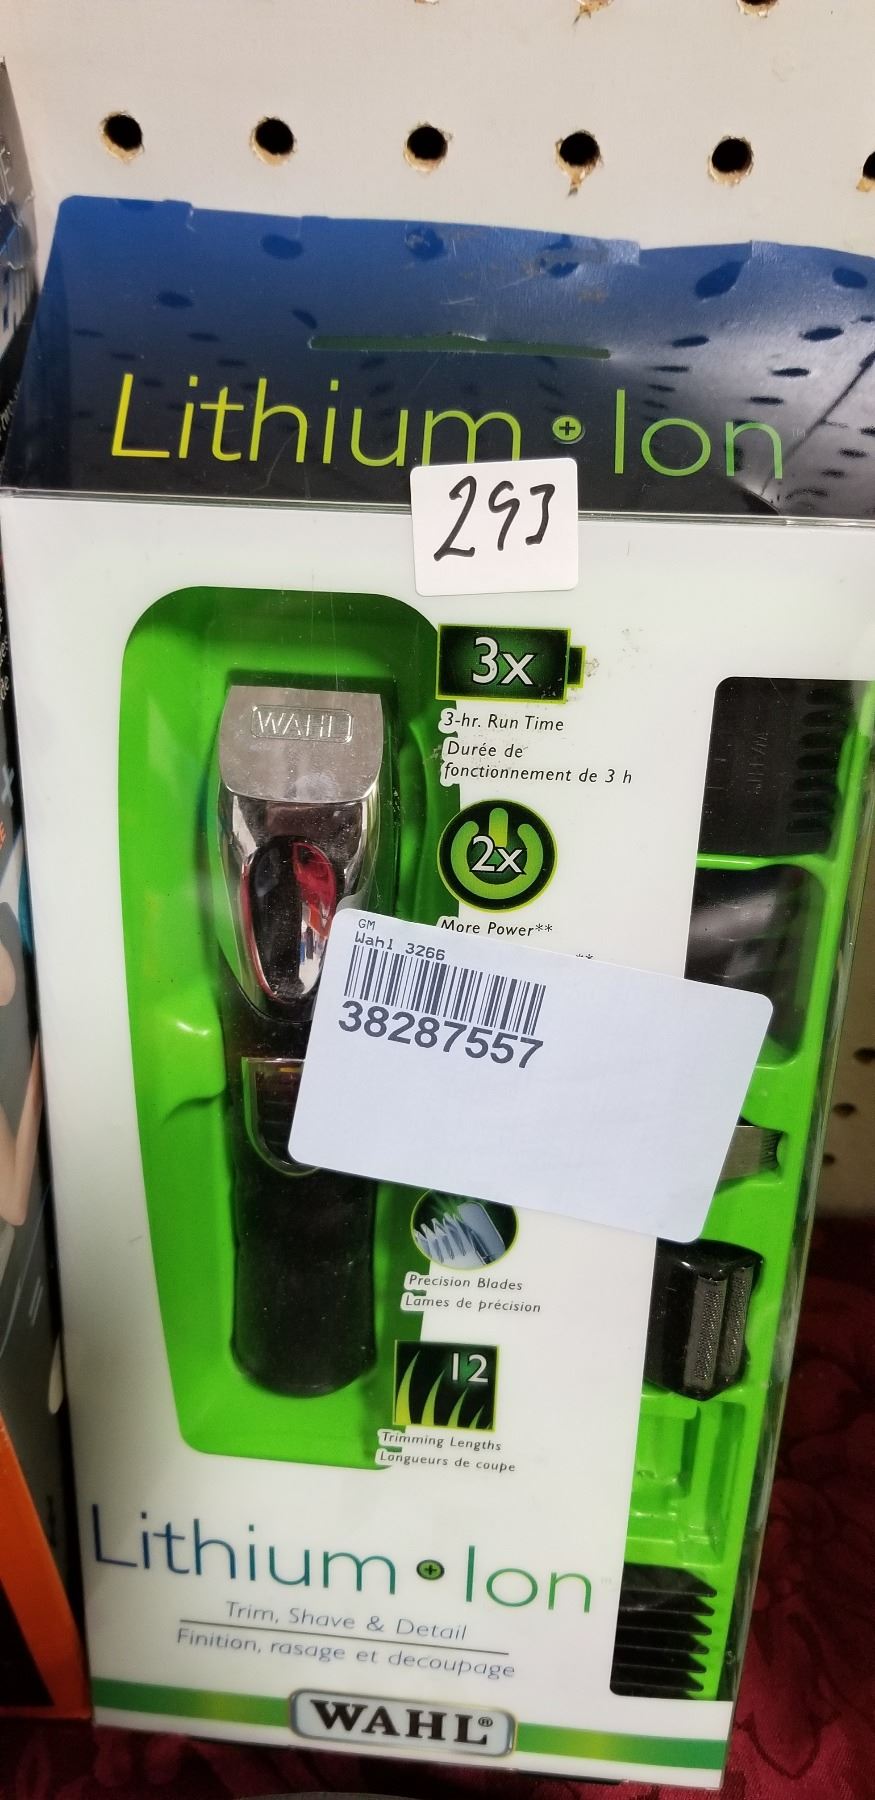 Lithium + Ion
293
WAHL
3x
3-hr. Run Time
Durée de
fonctionnement de 3 h
2x
More Power**
GM
Wahl 3266
38287557
Precision Blades
Lames de précision
12
Trimming Lengths
Longueurs de coupe
Lithium + Ion
Trim, Shave & Detail
Finition, rasage et decoupage
WAHL®